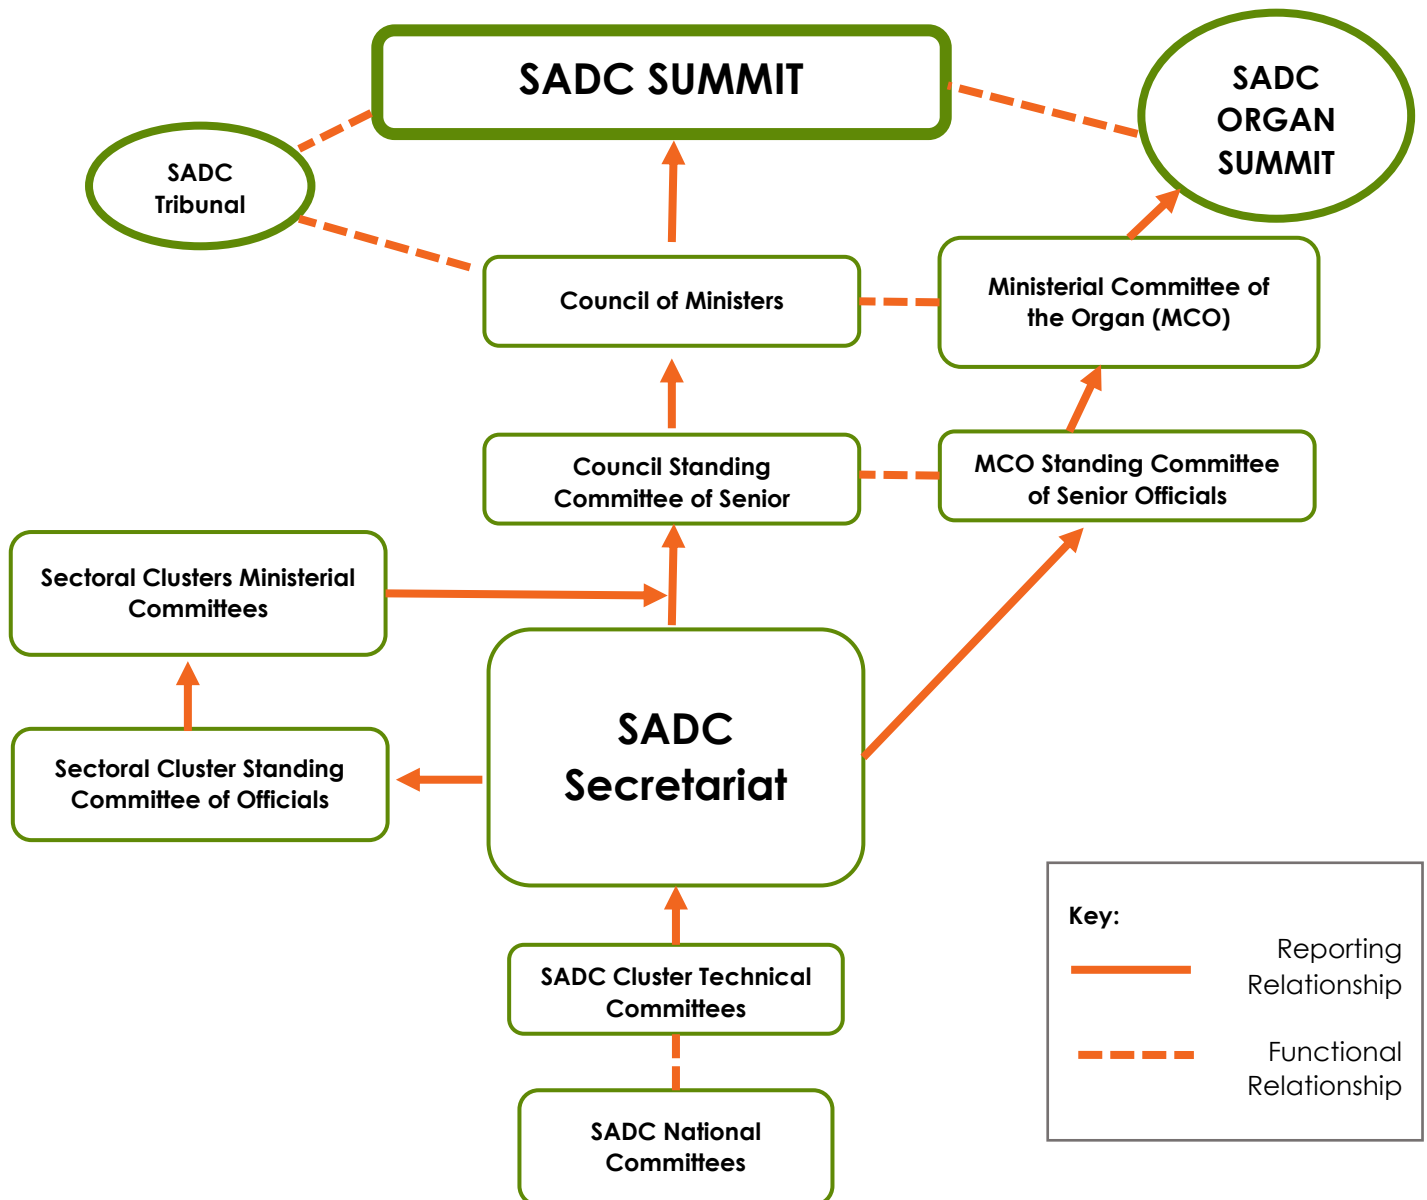 SADC SUMMIT
SADC
ORGAN
SUMMIT
SADC
Tribunal
Council of Ministers
Ministerial Committee of
the Organ (MCO)
Council Standing
Committee of Senior
MCO Standing Committee
of Senior Officials
Sectoral Clusters Ministerial
Committees
SADC
Secretariat
Sectoral Cluster Standing
Committee of Officials
SADC Cluster Technical
Committees
SADC National
Committees
Key:
Reporting
Relationship
Functional
Relationship